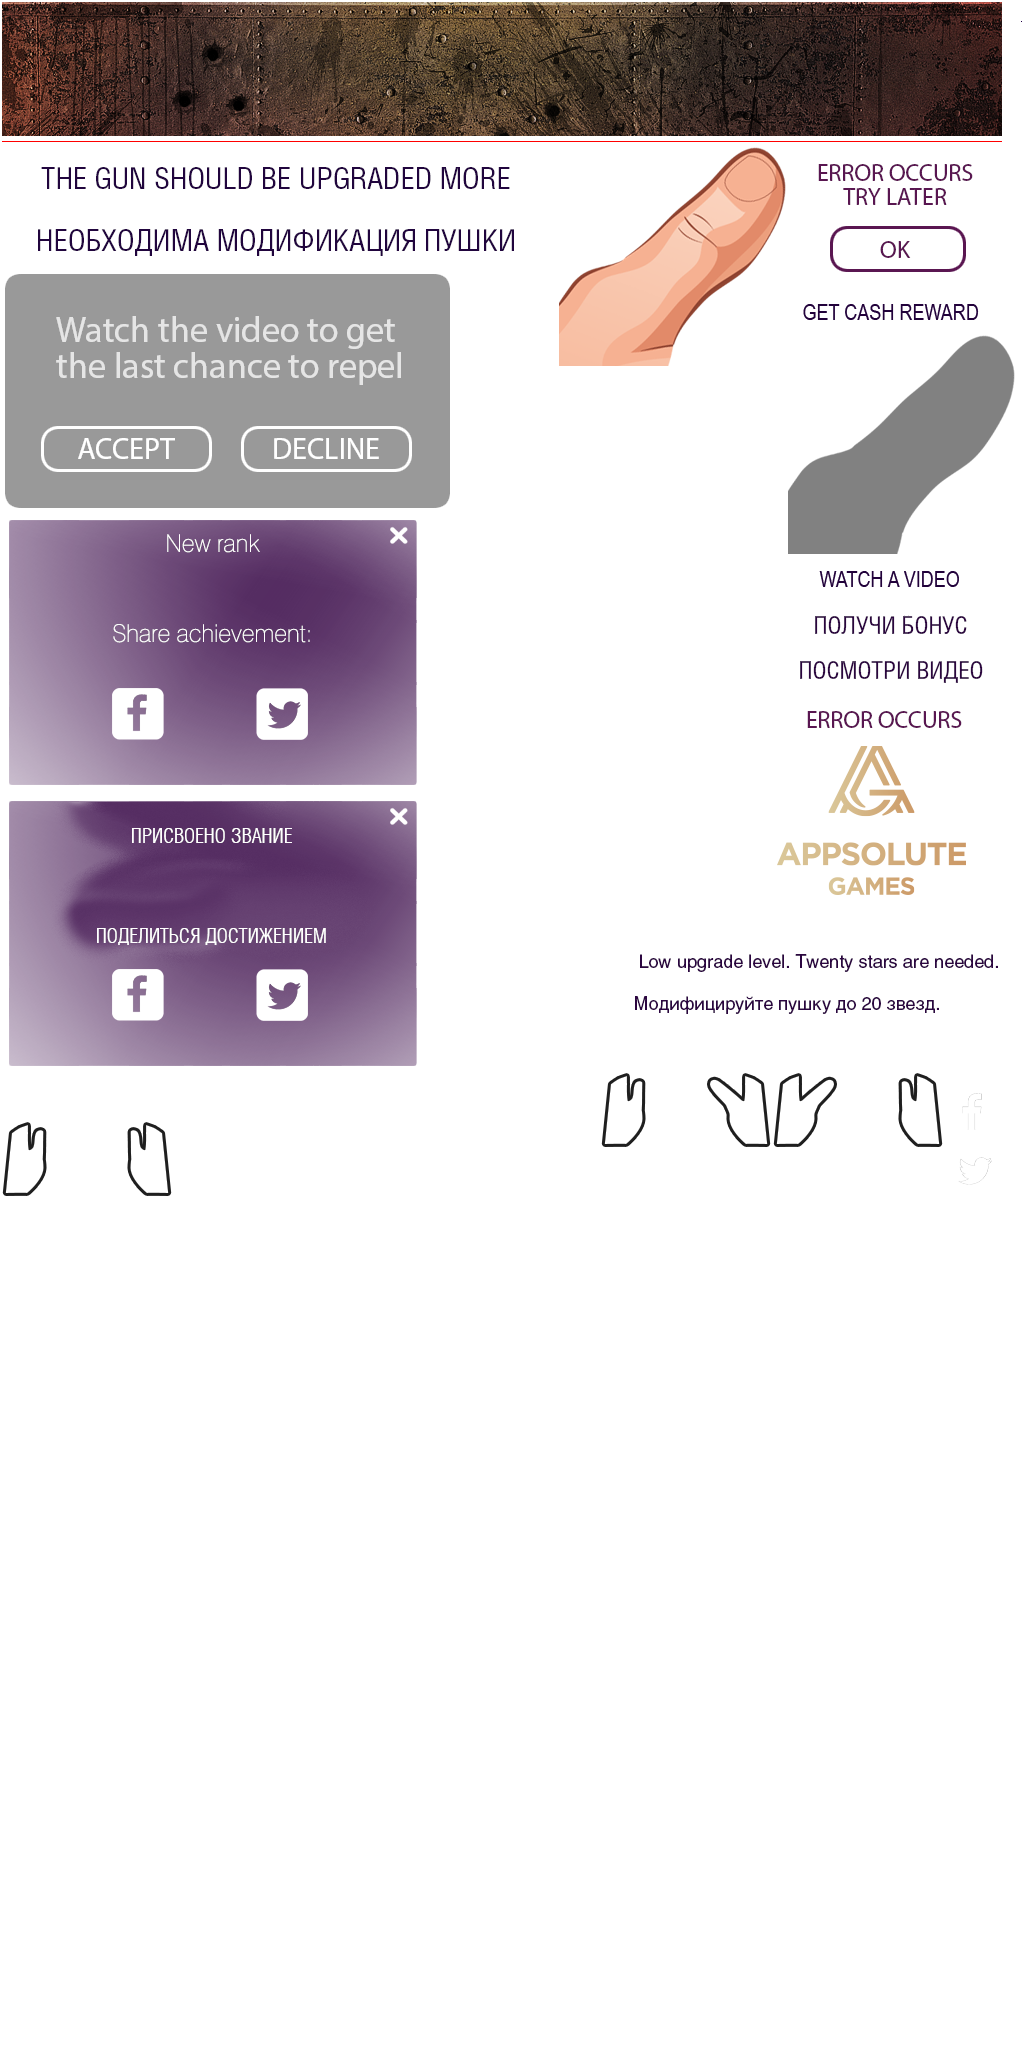 THE GUN SHOULD BE UPGRADED MORE
НЕОБХОДИМА МОДИФИКАЦИЯ ПУШКИ
Watch the video to get
the last chance to repel
ACCEPT
DECLINE
New rank
Share achievement:
ПРИСВОЕНО ЗВАНИЕ
ПОДЕЛИТЬСЯ ДОСТИЖЕНИЕМ
ERROR OCCURS
TRY LATER
OK
GET CASH REWARD
WATCH A VIDEO
ПОЛУЧИ БОНУС
ПОСМОТРИ ВИДЕО
ERROR OCCURS
APPSOLUTE
GAMES
Low upgrade level. Twenty stars are needed.
Модифицируйте пушку до 20 звезд.